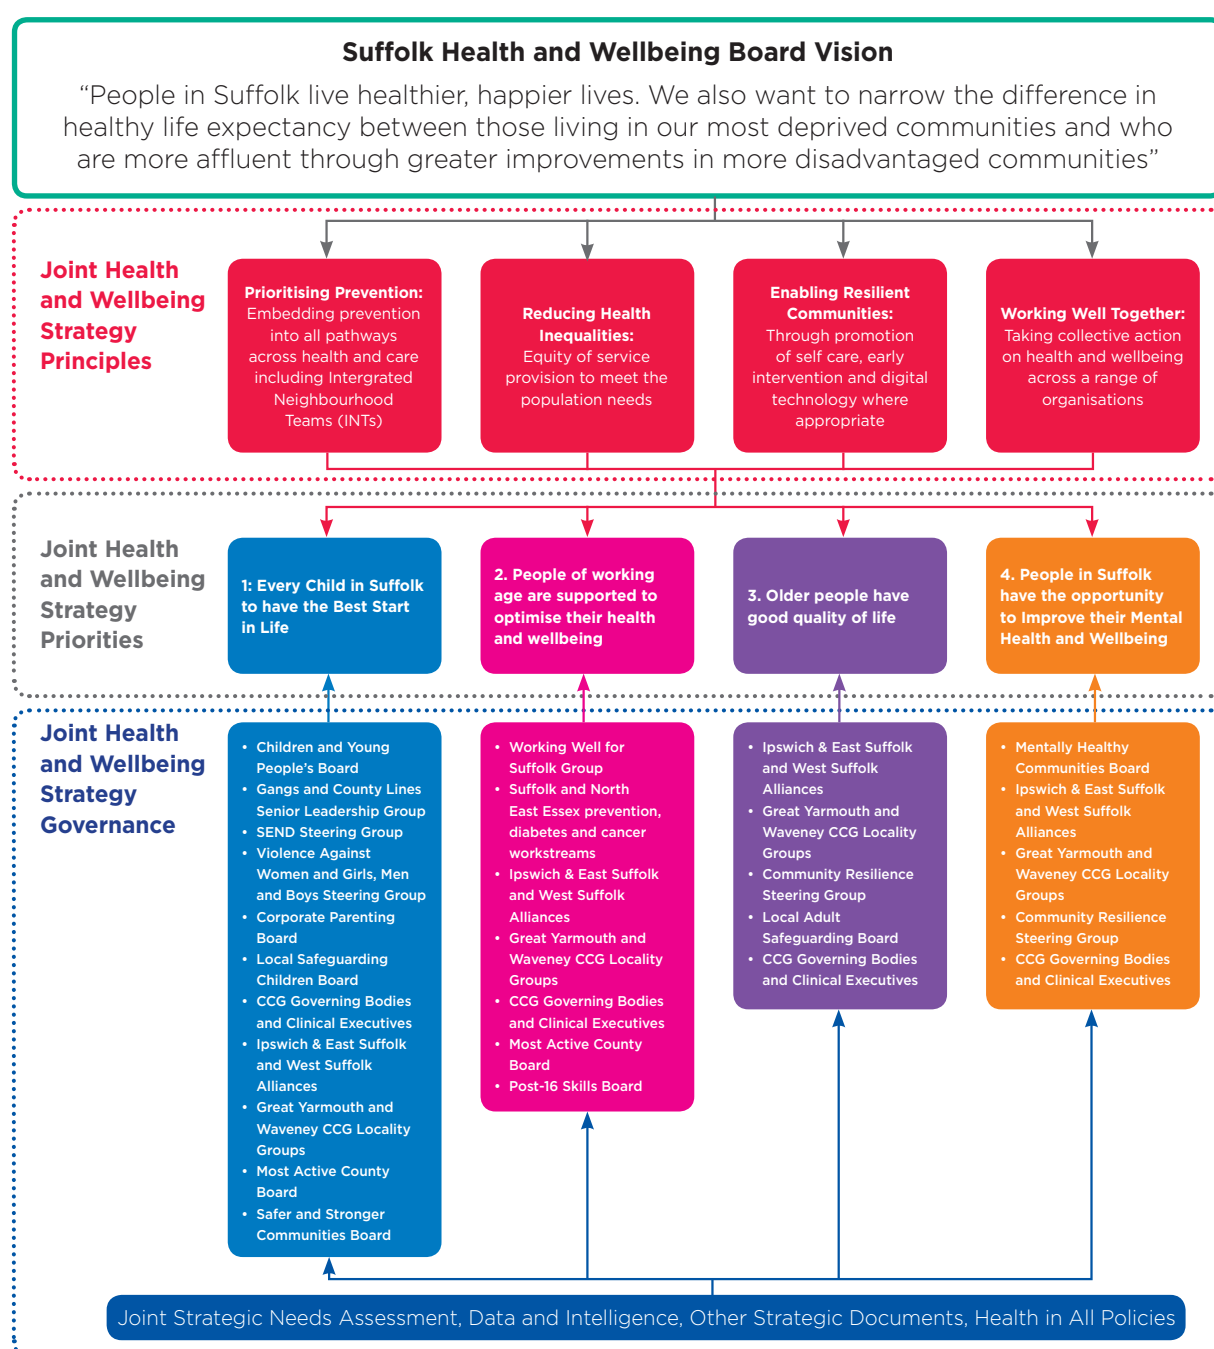 Suffolk Health and Wellbeing Board Vision
“People in Suffolk live healthier, happier lives. We also want to narrow the difference in
healthy life expectancy between those living in our most deprived communities and who
are more affluent through greater improvements in more disadvantaged communities”
Joint Health
and Wellbeing
Strategy
Principles
Prioritising Prevention:
Embedding prevention
into all pathways
across health and care
including Intergrated
Neighbourhood
Teams (INTs)
Reducing Health
Inequalities:
Equity of service
provision to meet the
population needs
Enabling Resilient
Communities:
Through promotion
of self care, early
intervention and digital
technology where
appropriate
Working Well Together:
Taking collective action
on health and wellbeing
across a range of
organisations
Joint Health
and Wellbeing
Strategy
Priorities
1: Every Child in Suffolk
to have the Best Start
in Life
2. People of working
age are supported to
optimise their health
and wellbeing
3. Older people have
good quality of life
4. People in Suffolk
have the opportunity
to Improve their Mental
Health and Wellbeing
Joint Health
and Wellbeing
Strategy
Governance
• Children and Young
People’s Board
• Gangs and County Lines
Senior Leadership Group
• SEND Steering Group
• Violence Against
Women and Girls, Men
and Boys Steering Group
• Corporate Parenting
Board
• Local Safeguarding
Children Board
• CCG Governing Bodies
and Clinical Executives
• Ipswich & East Suffolk
and West Suffolk
Alliances
• Great Yarmouth and
Waveney CCG Locality
Groups
• Most Active County
Board
• Safer and Stronger
Communities Board
• Working Well for
Suffolk Group
• Suffolk and North
East Essex prevention,
diabetes and cancer
workstreams
• Ipswich & East Suffolk
and West Suffolk
Alliances
• Great Yarmouth and
Waveney CCG Locality
Groups
• CCG Governing Bodies
and Clinical Executives
• Most Active County
Board
• Post-16 Skills Board
• Ipswich & East Suffolk
and West Suffolk
Alliances
• Great Yarmouth and
Waveney CCG Locality
Groups
• Community Resilience
Steering Group
• Local Adult
Safeguarding Board
• CCG Governing Bodies
and Clinical Executives
• Mentally Healthy
Communities Board
• Ipswich & East Suffolk
and West Suffolk
Alliances
• Great Yarmouth and
Waveney CCG Locality
Groups
• Community Resilience
Steering Group
• CCG Governing Bodies
and Clinical Executives
Joint Strategic Needs Assessment, Data and Intelligence, Other Strategic Documents, Health in All Policies